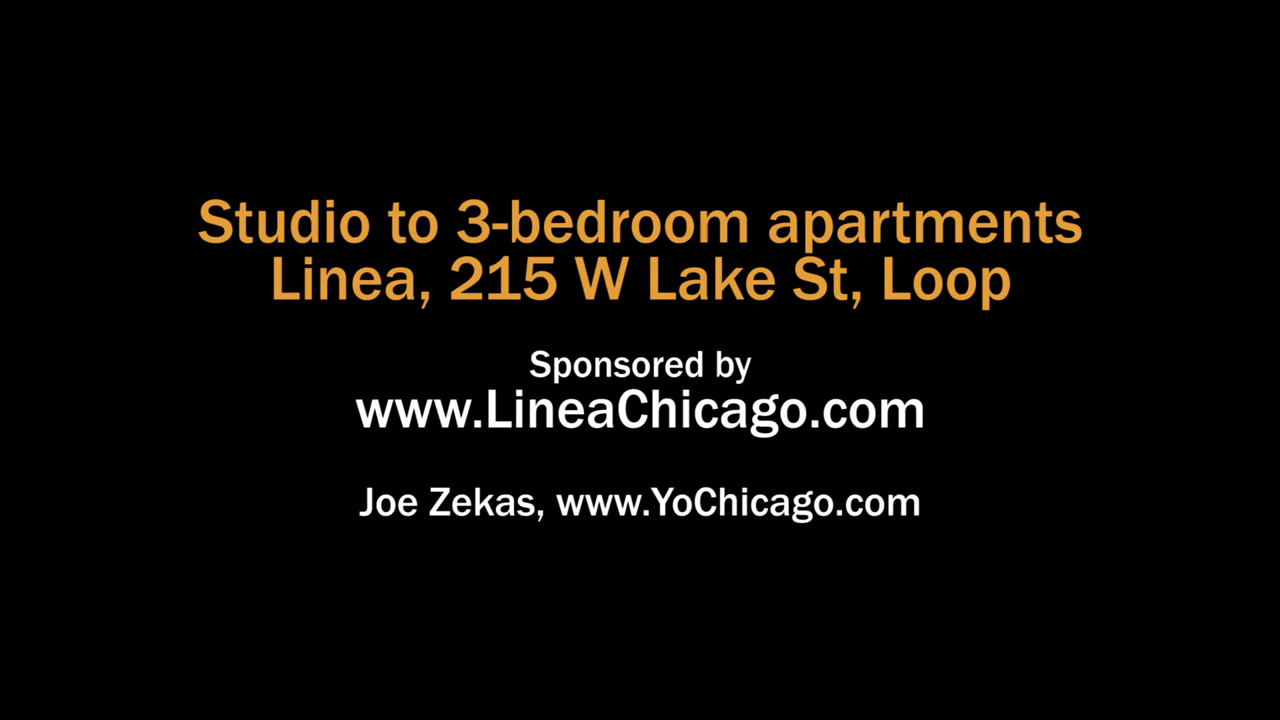 Studio to 3-bedroom apartments
Linea, 215 W Lake St, Loop
Sponsored by
www.LineaChicago.com
Joe Zekas, www.YoChicago.com